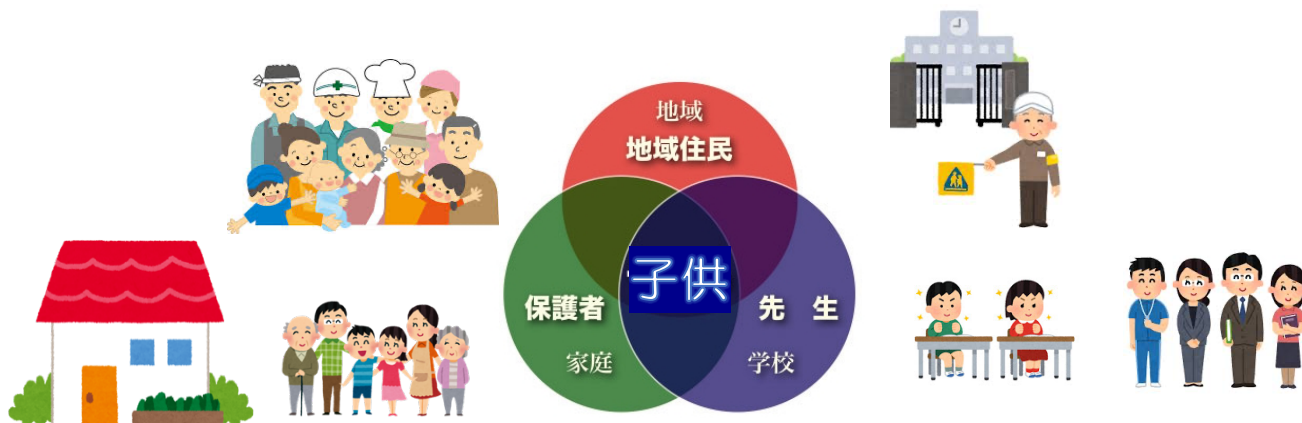 地域
地域住民
子供
保護者
先　生
家庭
学校